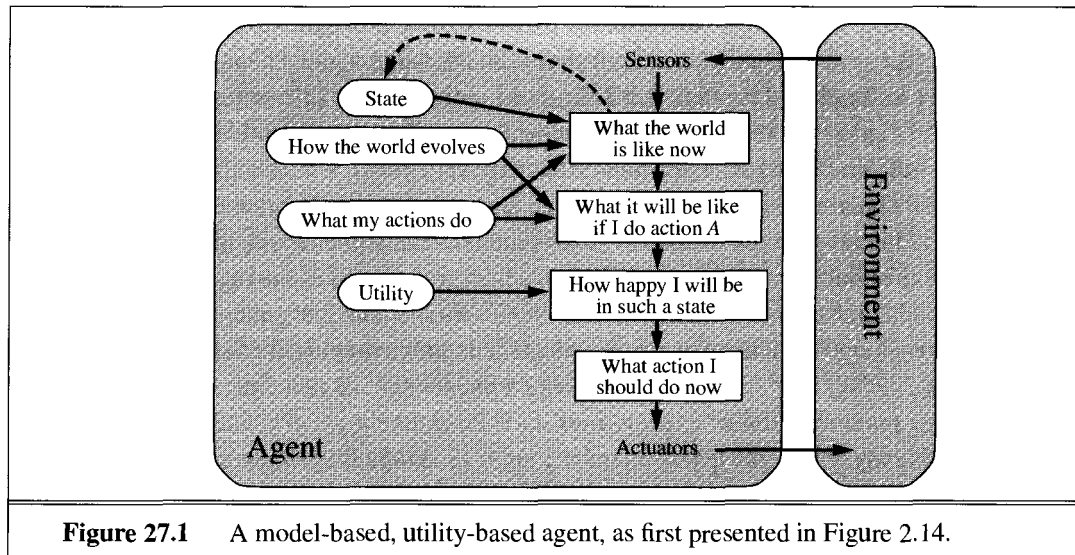 Sensors
State
What the world
is like now
How the world evolves
What it will be like
if I do action A
What my actions do
How happy I will be
in such a state
Utility
What action I
should do now
Agent
Actuators
Environment
Figure 27.1 A model-based, utility-based agent, as first presented in Figure 2.14.